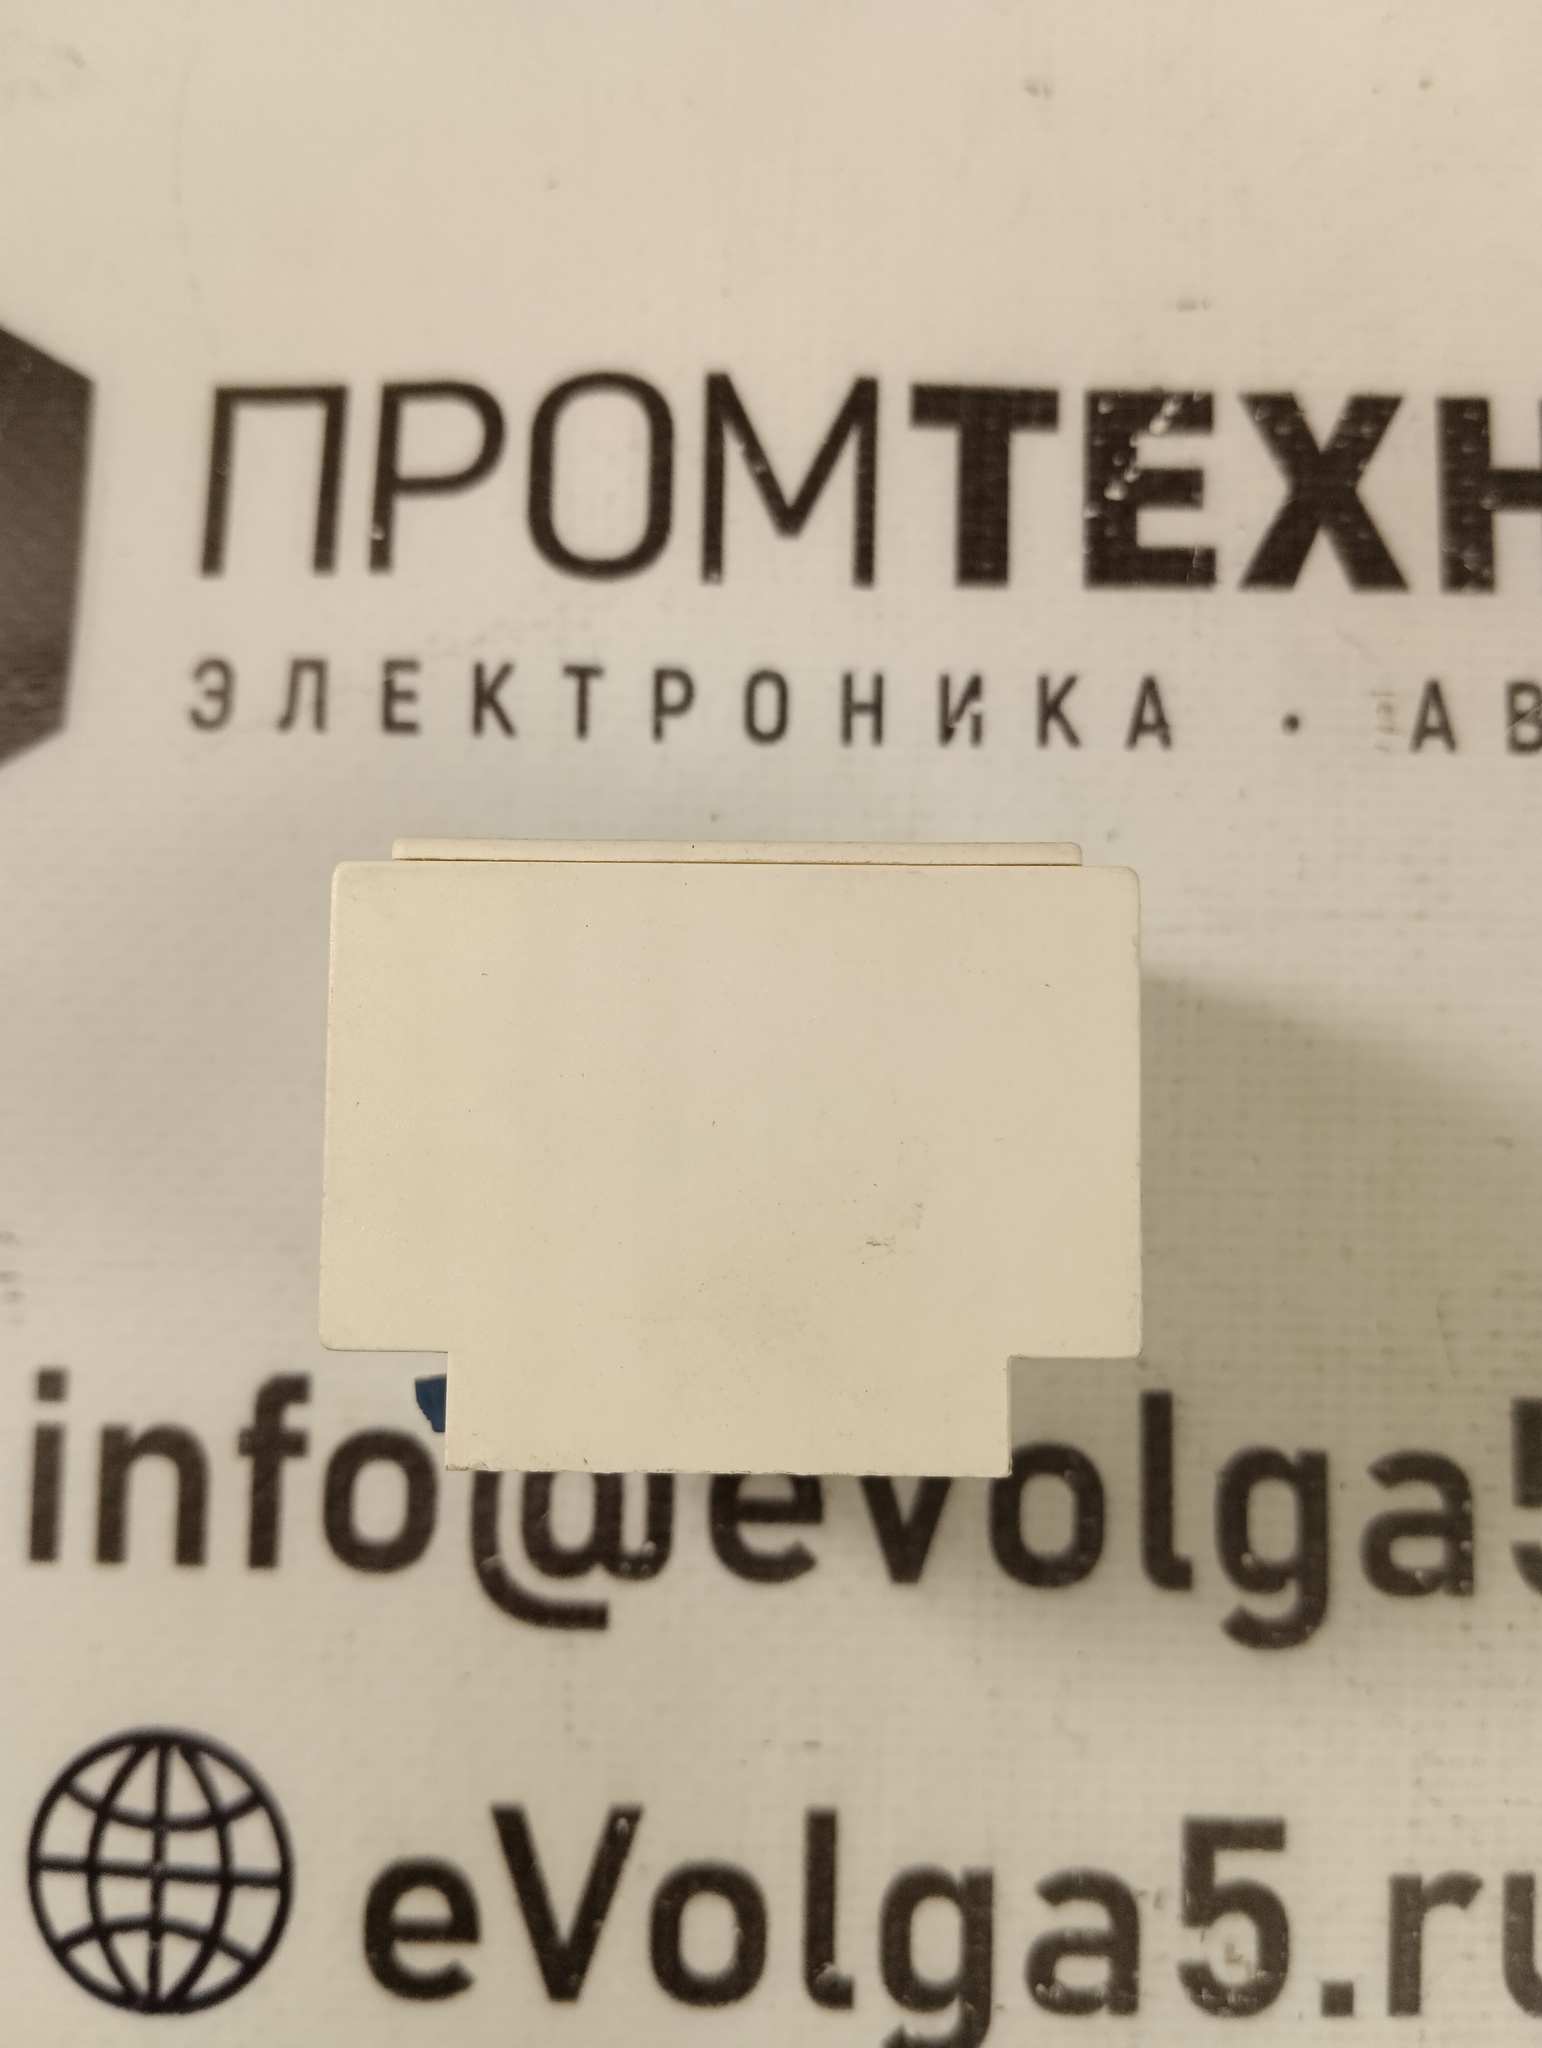 ПРОМТЕХН
ЭЛЕКТРОНИКА · АВ
info@evolga5
eVolga5.ru